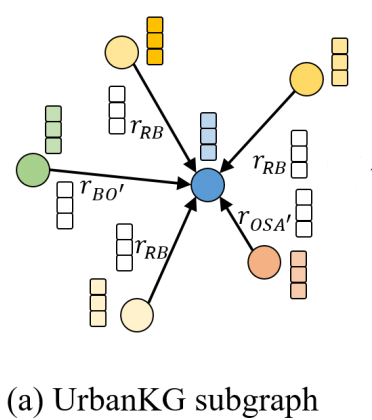 r_RB
r_RB
r_BO'
r_OSA'
r_RB
(a) UrbanKG subgraph